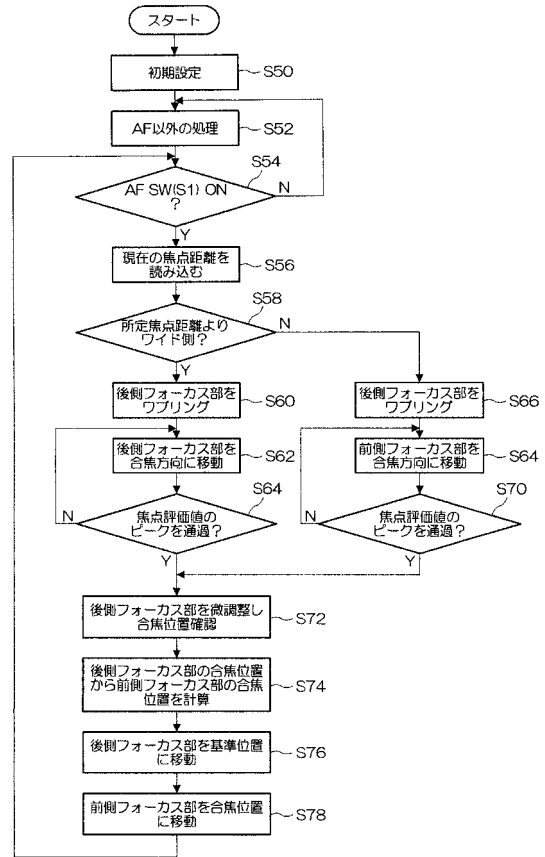 スタート
初期設定
S50
AF以外の処理
S52
S54
AF SW(S1) ON
?
N
Y
現在の焦点距離を
読み込む
S56
S58
所定焦点距離より
ワイド側?
N
Y
後側フォーカス部を
ワブリング
S60
後側フォーカス部を
ワブリング
S66
後側フォーカス部を
合焦方向に移動
S62
前側フォーカス部を
合焦方向に移動
S64
S64
焦点評価値の
ピークを通過?
N
Y
S70
焦点評価値の
ピークを通過?
N
Y
後側フォーカス部を微調整し
合焦位置確認
S72
後側フォーカス部の合焦位置
から前側フォーカス部の合焦
位置を計算
S74
後側フォーカス部を基準位置
に移動
S76
前側フォーカス部を合焦位置
に移動
S78